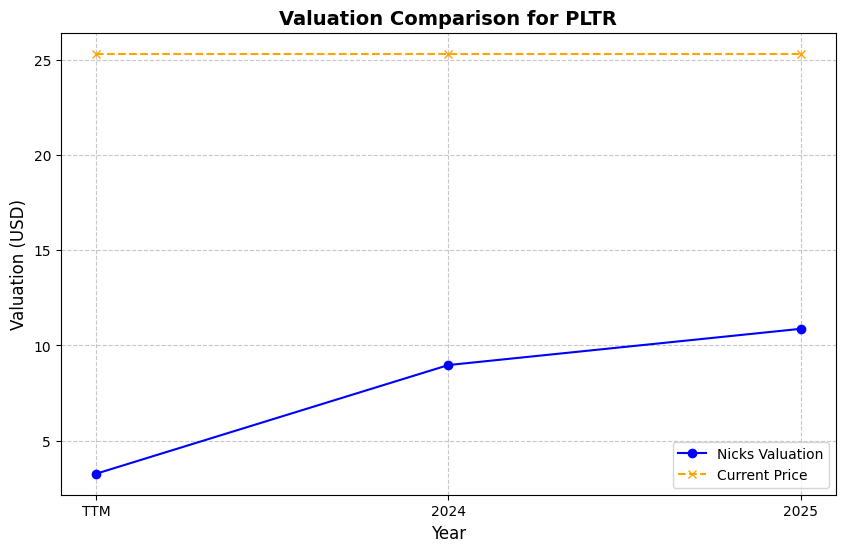 Valuation Comparison for PLTR
Valuation (USD)
25
20
15
10
5
TTM
2024
2025
Year
Nicks Valuation
Current Price